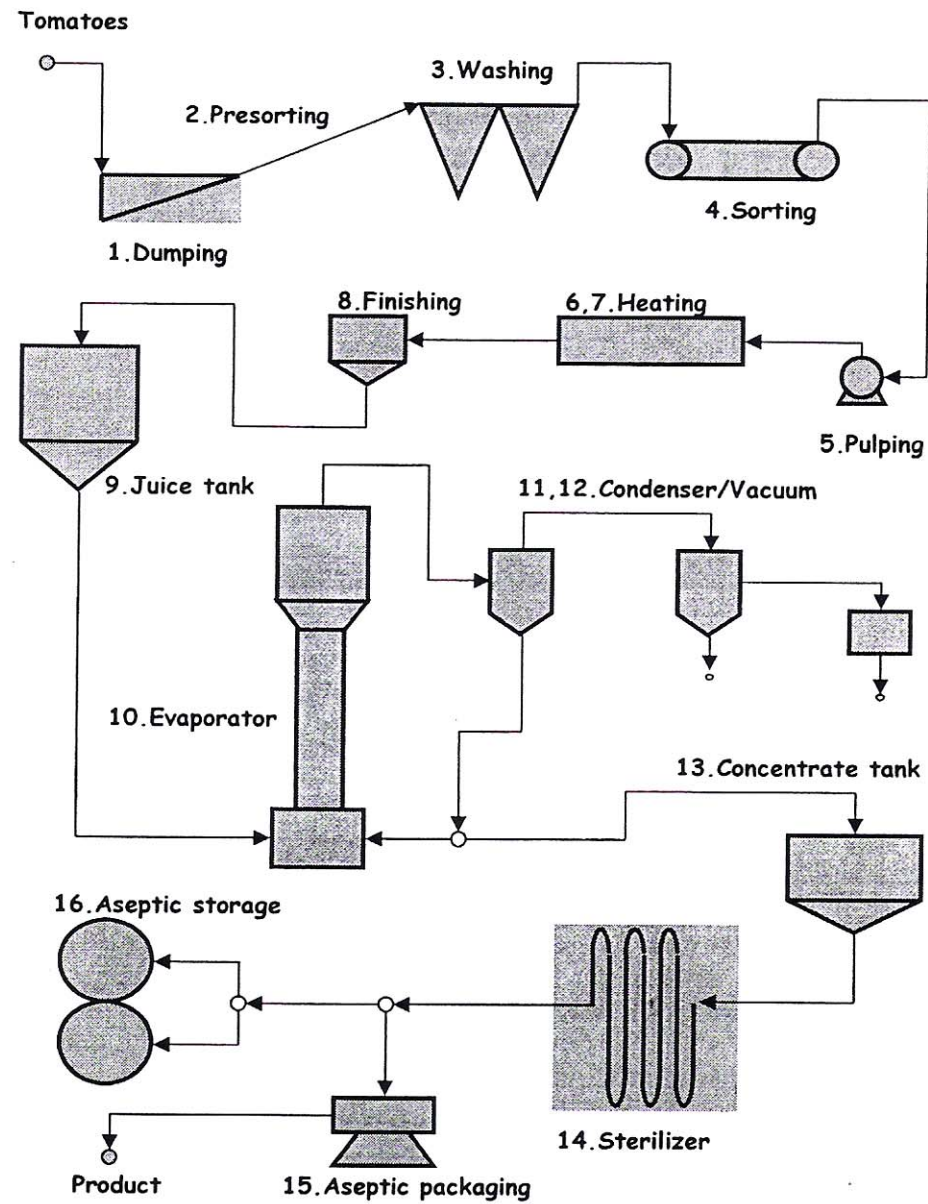 Tomatoes
3.Washing
2.Presorting
4.Sorting
1.Dumping
8.Finishing
6,7.Heating
5.Pulping
9.Juice tank
11,12.Condenser/Vacuum
10.Evaporator
13.Concentrate tank
16.Aseptic storage
14.Sterilizer
Product
15.Aseptic packaging